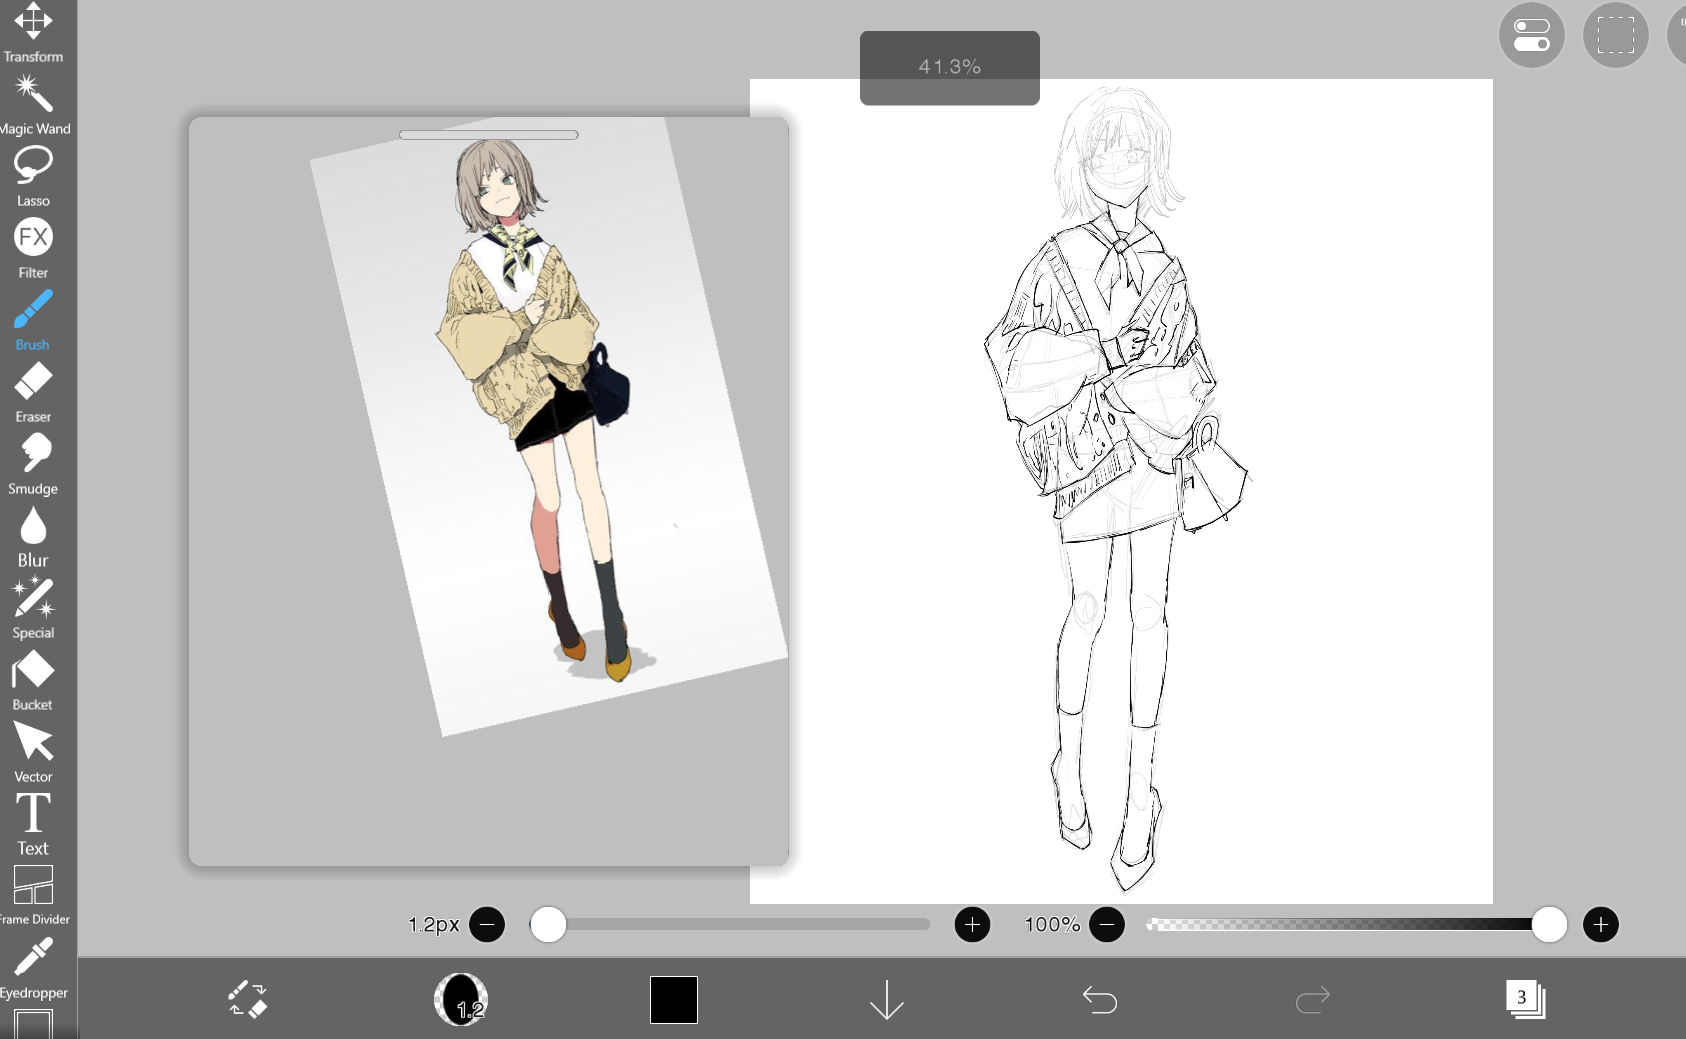 Transform
Magic Wand
Lasso
FX
Filter
Brush
Eraser
Smudge
Blur
Special
Bucket
Vector
T
Text
Frame Divider
Eyedropper
41.3%
1.2px
100%
1.2
3